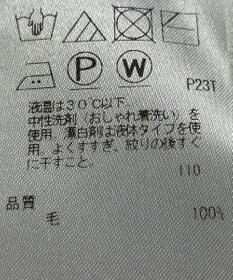 P
W
P23T
液温は30℃以下。
中性洗剤（おしゃれ着洗い）を
使用。漂白剤は液体タイプを使
用。よくすすぎ、絞りの後すぐ
に干すこと。
110
品質
毛 100%